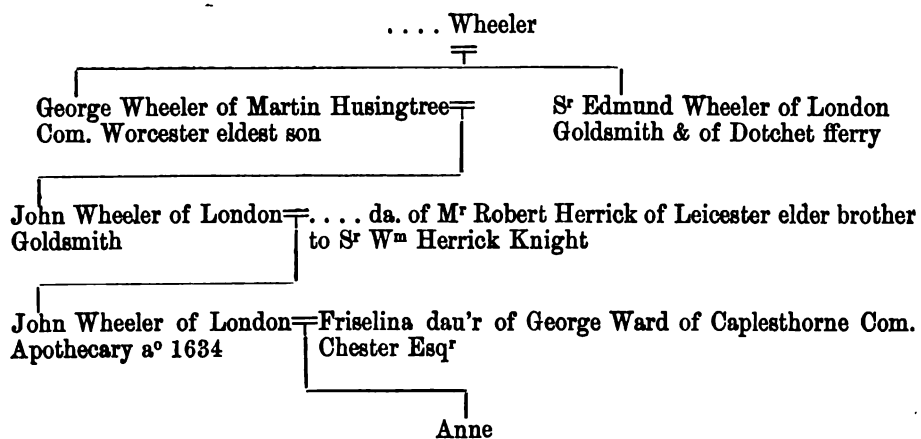 .... Wheeler
George Wheeler of Martin Husingtree
Com. Worcester eldest son
Sʳ Edmund Wheeler of London
Goldsmith & of Dotchet fferry
John Wheeler of London
Goldsmith
.... da. of Mʳ Robert Herrick of Leicester elder brother
to Sʳ Wᵐ Herrick Knight
John Wheeler of London
Apothecary aᵒ 1634
Friselina dau'r of George Ward of Caplesthorne Com.
Chester Esqʳ
Anne